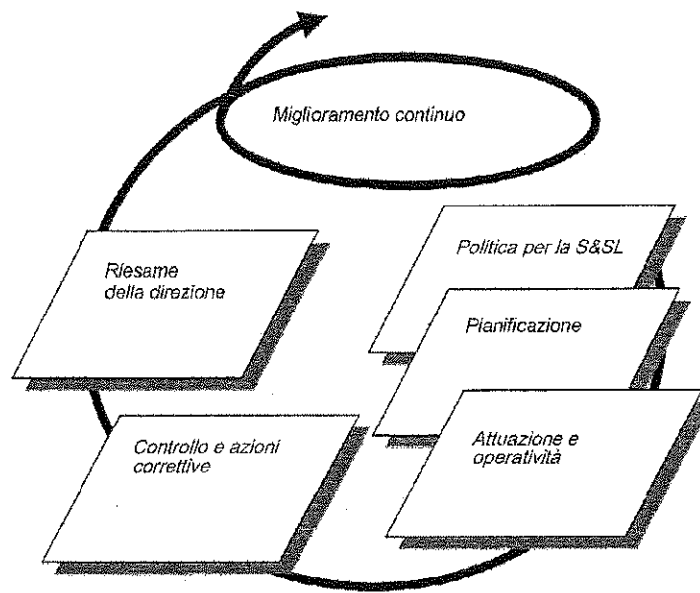 Miglioramento continuo
Politica per la S&SL
Pianificazione
Attuazione e
operatività
Controllo e azioni
correttive
Riesame
della direzione